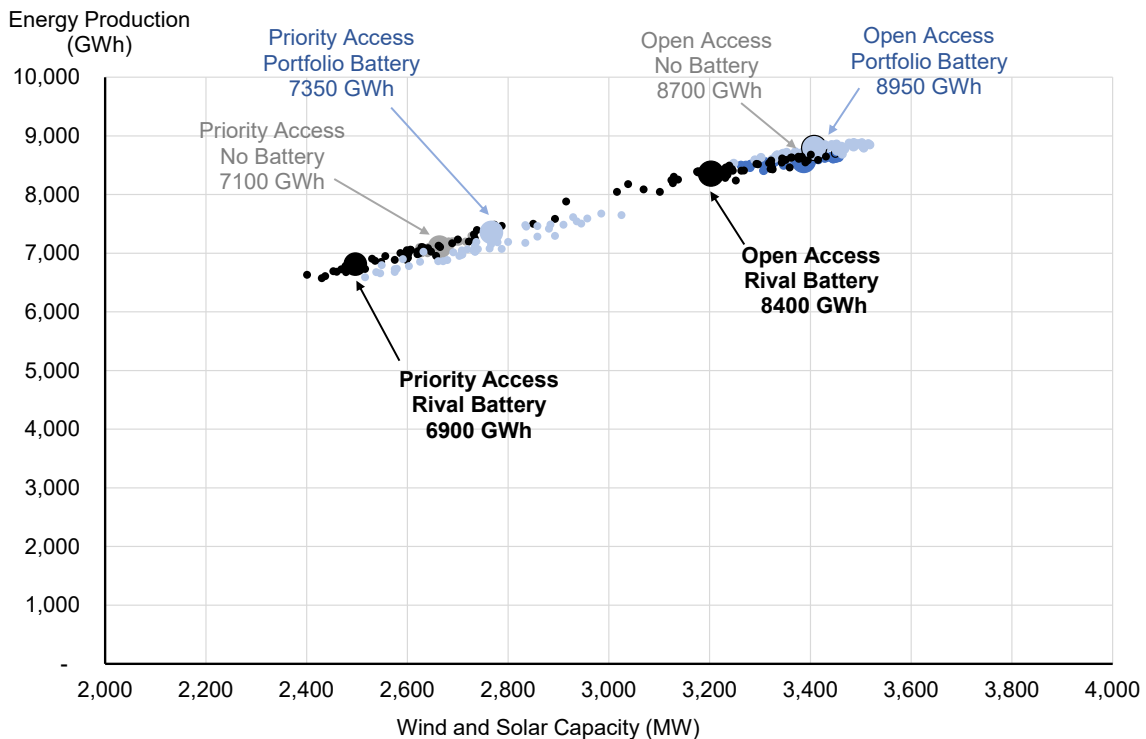 Energy Production
(GWh)
Priority Access
Portfolio Battery
7350 GWh
Open Access
No Battery
8700 GWh
Open Access
Portfolio Battery
8950 GWh
Priority Access
No Battery
7100 GWh
Open Access
Rival Battery
8400 GWh
Priority Access
Rival Battery
6900 GWh
10,000
9,000
8,000
7,000
6,000
5,000
4,000
3,000
2,000
1,000
-
2,000 2,200 2,400 2,600 2,800 3,000 3,200 3,400 3,600 3,800 4,000
Wind and Solar Capacity (MW)